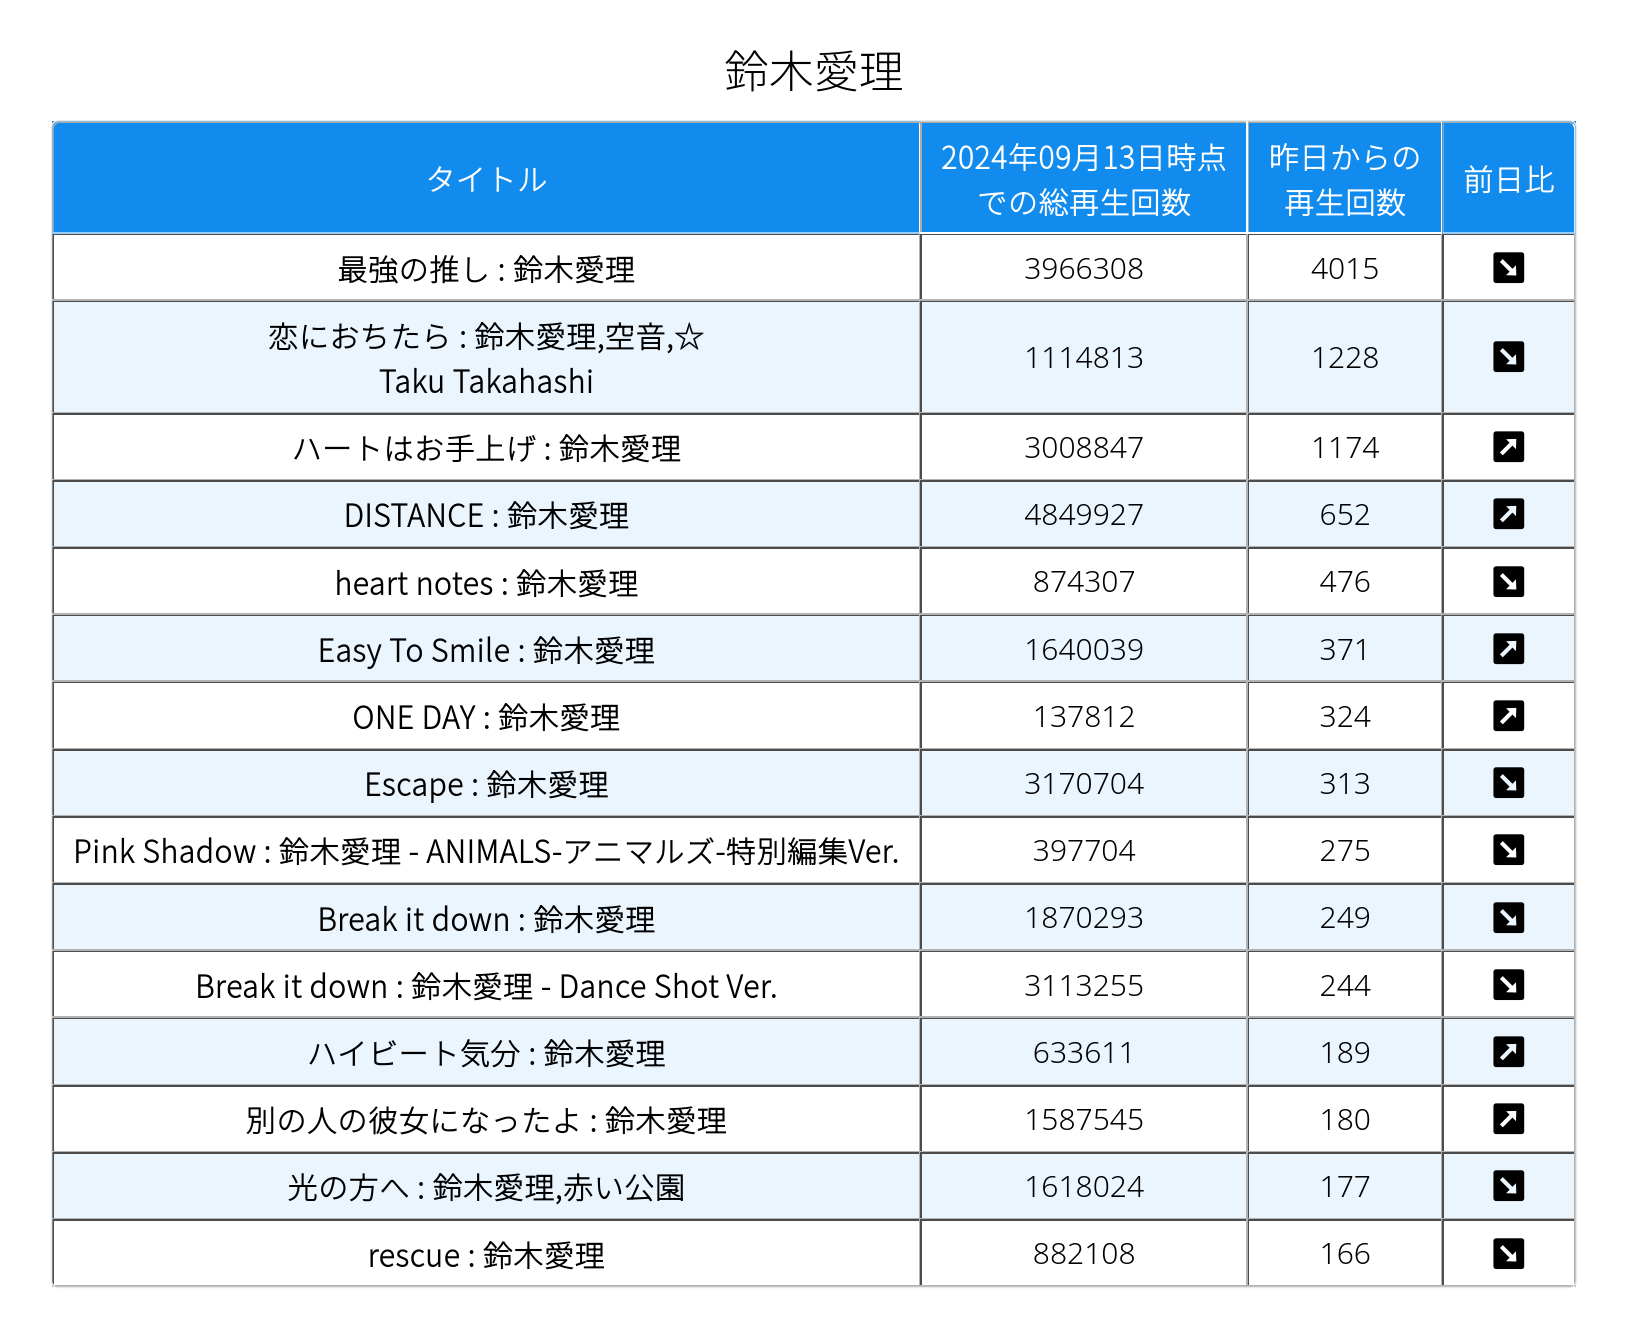 鈴木愛理
タイトル
2024年09月13日時点
での総再生回数
昨日からの
再生回数
前日比
最強の推し : 鈴木愛理 3966308 4015 ↘
恋におちたら : 鈴木愛理,空音,☆
Taku Takahashi 1114813 1228 ↘
ハートはお手上げ : 鈴木愛理 3008847 1174 ↗
DISTANCE : 鈴木愛理 4849927 652 ↗
heart notes : 鈴木愛理 874307 476 ↘
Easy To Smile : 鈴木愛理 1640039 371 ↗
ONE DAY : 鈴木愛理 137812 324 ↗
Escape : 鈴木愛理 3170704 313 ↘
Pink Shadow : 鈴木愛理 - ANIMALS-アニマルズ-特別編集Ver. 397704 275 ↘
Break it down : 鈴木愛理 1870293 249 ↘
Break it down : 鈴木愛理 - Dance Shot Ver. 3113255 244 ↘
ハイビート気分 : 鈴木愛理 633611 189 ↗
別の人の彼女になったよ : 鈴木愛理 1587545 180 ↗
光の方へ : 鈴木愛理,赤い公園 1618024 177 ↘
rescue : 鈴木愛理 882108 166 ↘